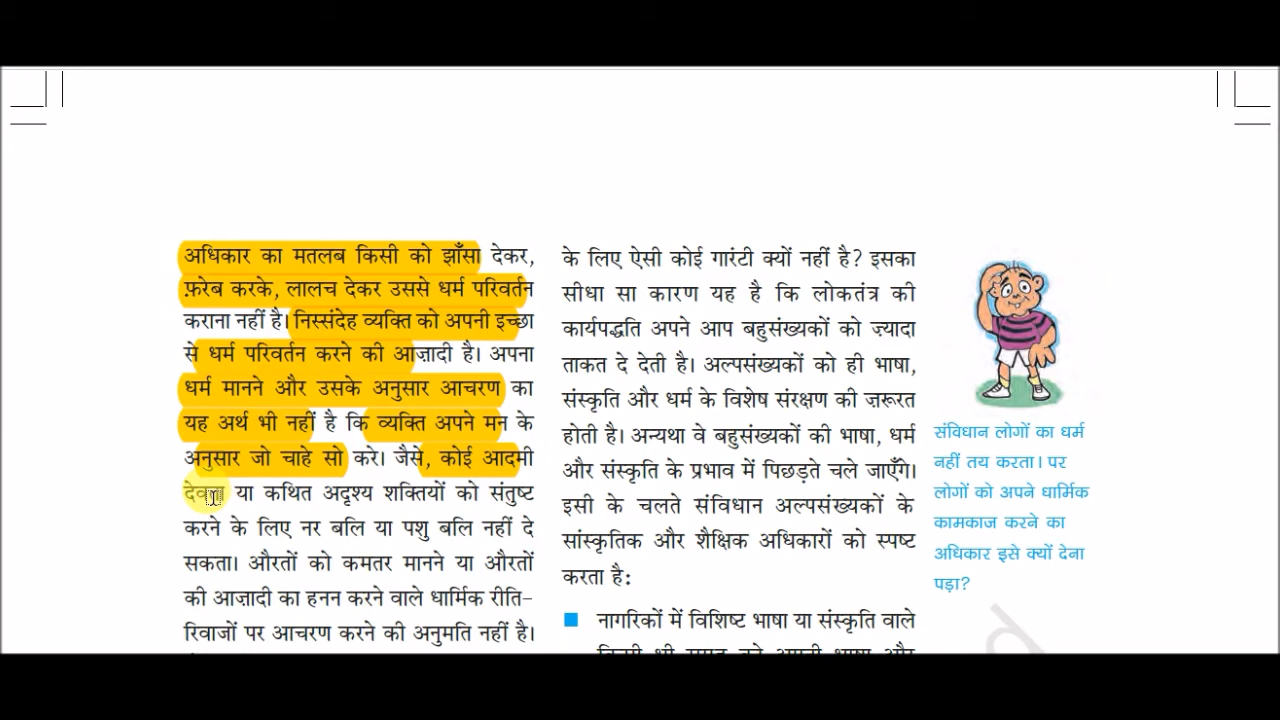 अधिकार का मतलब किसी को झाँसा देकर,
फ़रेब करके, लालच देकर उससे धर्म परिवर्तन
कराना नहीं है। निस्संदेह व्यक्ति को अपनी इच्छा
से धर्म परिवर्तन करने की आज़ादी है। अपना
धर्म मानने और उसके अनुसार आचरण का
यह अर्थ भी नहीं है कि व्यक्ति अपने मन के
अनुसार जो चाहे सो करे। जैसे, कोई आदमी
देवता या कथित अदृश्य शक्तियों को संतुष्ट
करने के लिए नर बलि या पशु बलि नहीं दे
सकता। औरतों को कमतर मानने या औरतों
की आज़ादी का हनन करने वाले धार्मिक रीति-
रिवाजों पर आचरण करने की अनुमति नहीं है।
के लिए ऐसी कोई गारंटी क्यों नहीं है? इसका
सीधा सा कारण यह है कि लोकतंत्र की
कार्यपद्धति अपने आप बहुसंख्यकों को ज़्यादा
ताकत दे देती है। अल्पसंख्यकों को ही भाषा,
संस्कृति और धर्म के विशेष संरक्षण की जरूरत
होती है। अन्यथा वे बहुसंख्यकों की भाषा, धर्म
और संस्कृति के प्रभाव में पिछड़ते चले जाएँगे।
इसी के चलते संविधान अल्पसंख्यकों के
सांस्कृतिक और शैक्षिक अधिकारों को स्पष्ट
करता है:
नागरिकों में विशिष्ट भाषा या संस्कृति वाले
किसी भी समूह को अपनी भाषा और
संविधान लोगों का धर्म
नहीं तय करता। पर
लोगों को अपने धार्मिक
कामकाज करने का
अधिकार इसे क्यों देना
पड़ा?